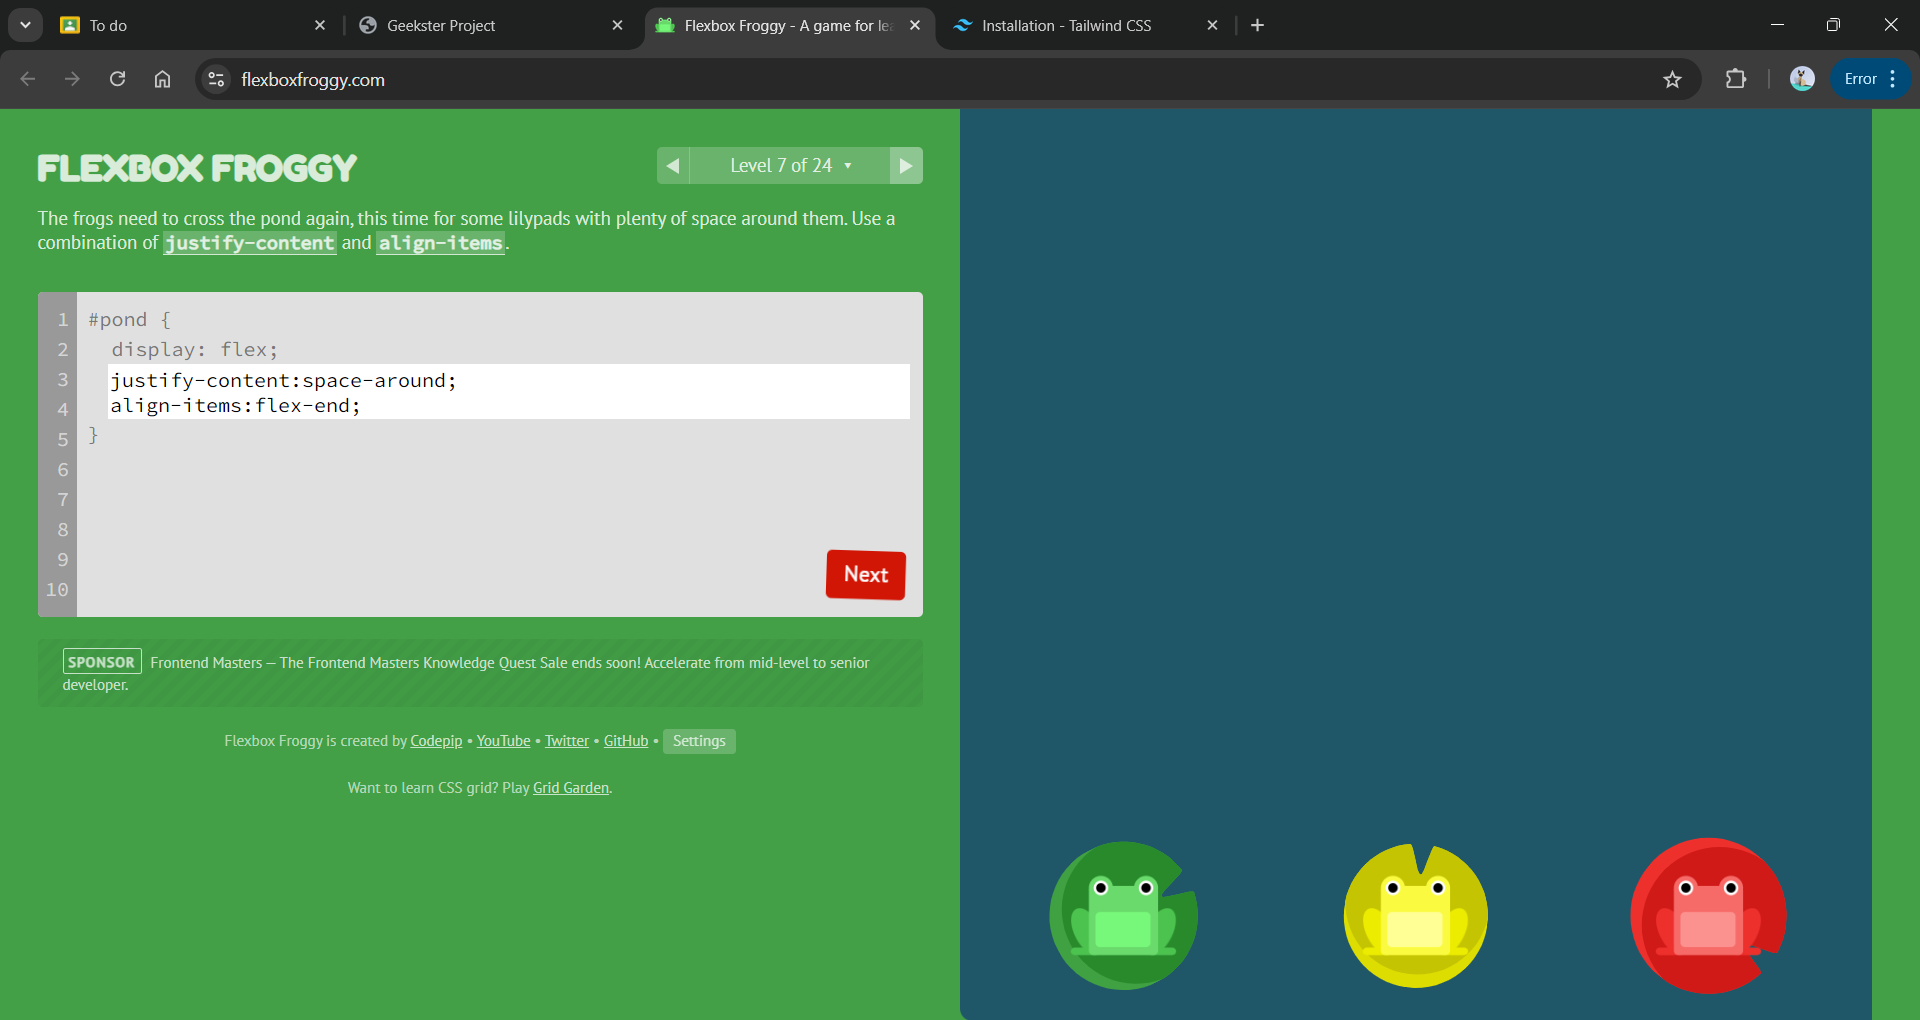 To do
Geekster Project
Flexbox Froggy - A game for le
Installation - Tailwind CSS
flexboxfroggy.com
Error
FLEXBOX FROGGY
Level 7 of 24
The frogs need to cross the pond again, this time for some lilypads with plenty of space around them. Use a
combination of justify-content and align-items.
1 #pond {
2 display: flex;
3 justify-content:space-around;
4 align-items:flex-end;
5 }
6
7
8
9
10
Next
SPONSOR Frontend Masters — The Frontend Masters Knowledge Quest Sale ends soon! Accelerate from mid-level to senior
developer.
Flexbox Froggy is created by Codepip • YouTube • Twitter • GitHub • Settings
Want to learn CSS grid? Play Grid Garden.